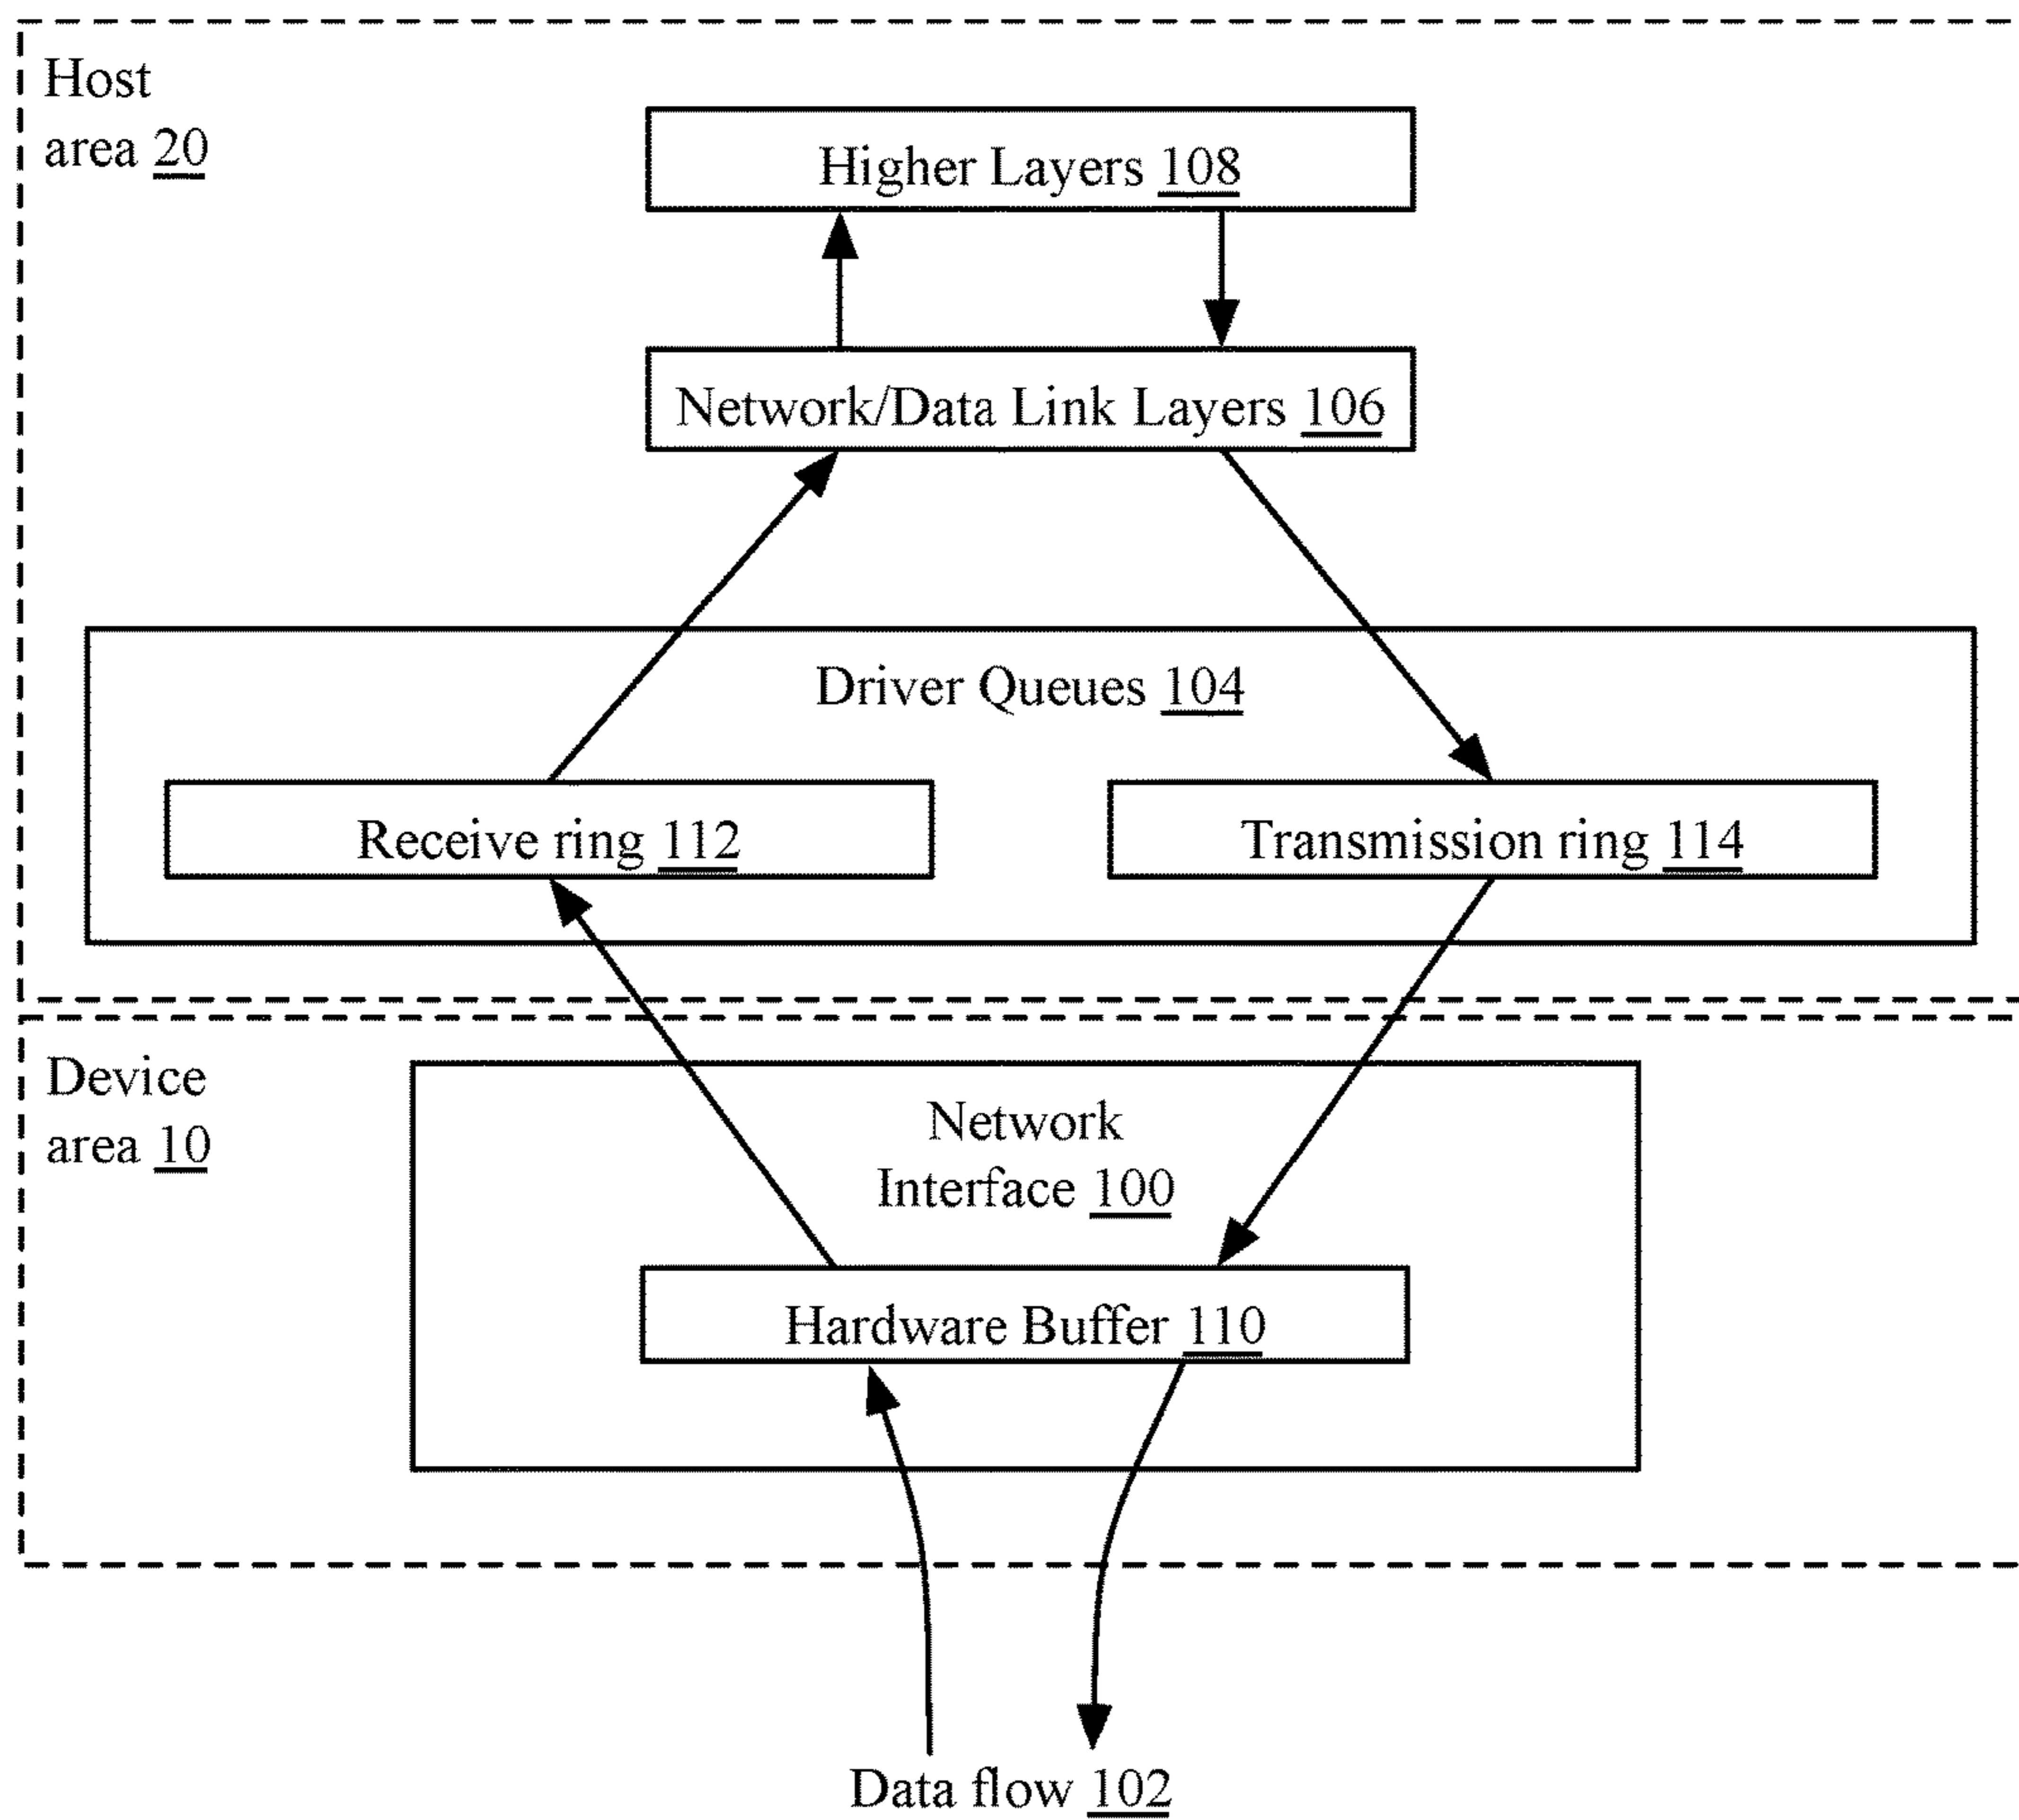 Host
area 20
Higher Layers 108
Network/Data Link Layers 106
Driver Queues 104
Receive ring 112
Transmission ring 114
Device
area 10
Network
Interface 100
Hardware Buffer 110
Data flow 102